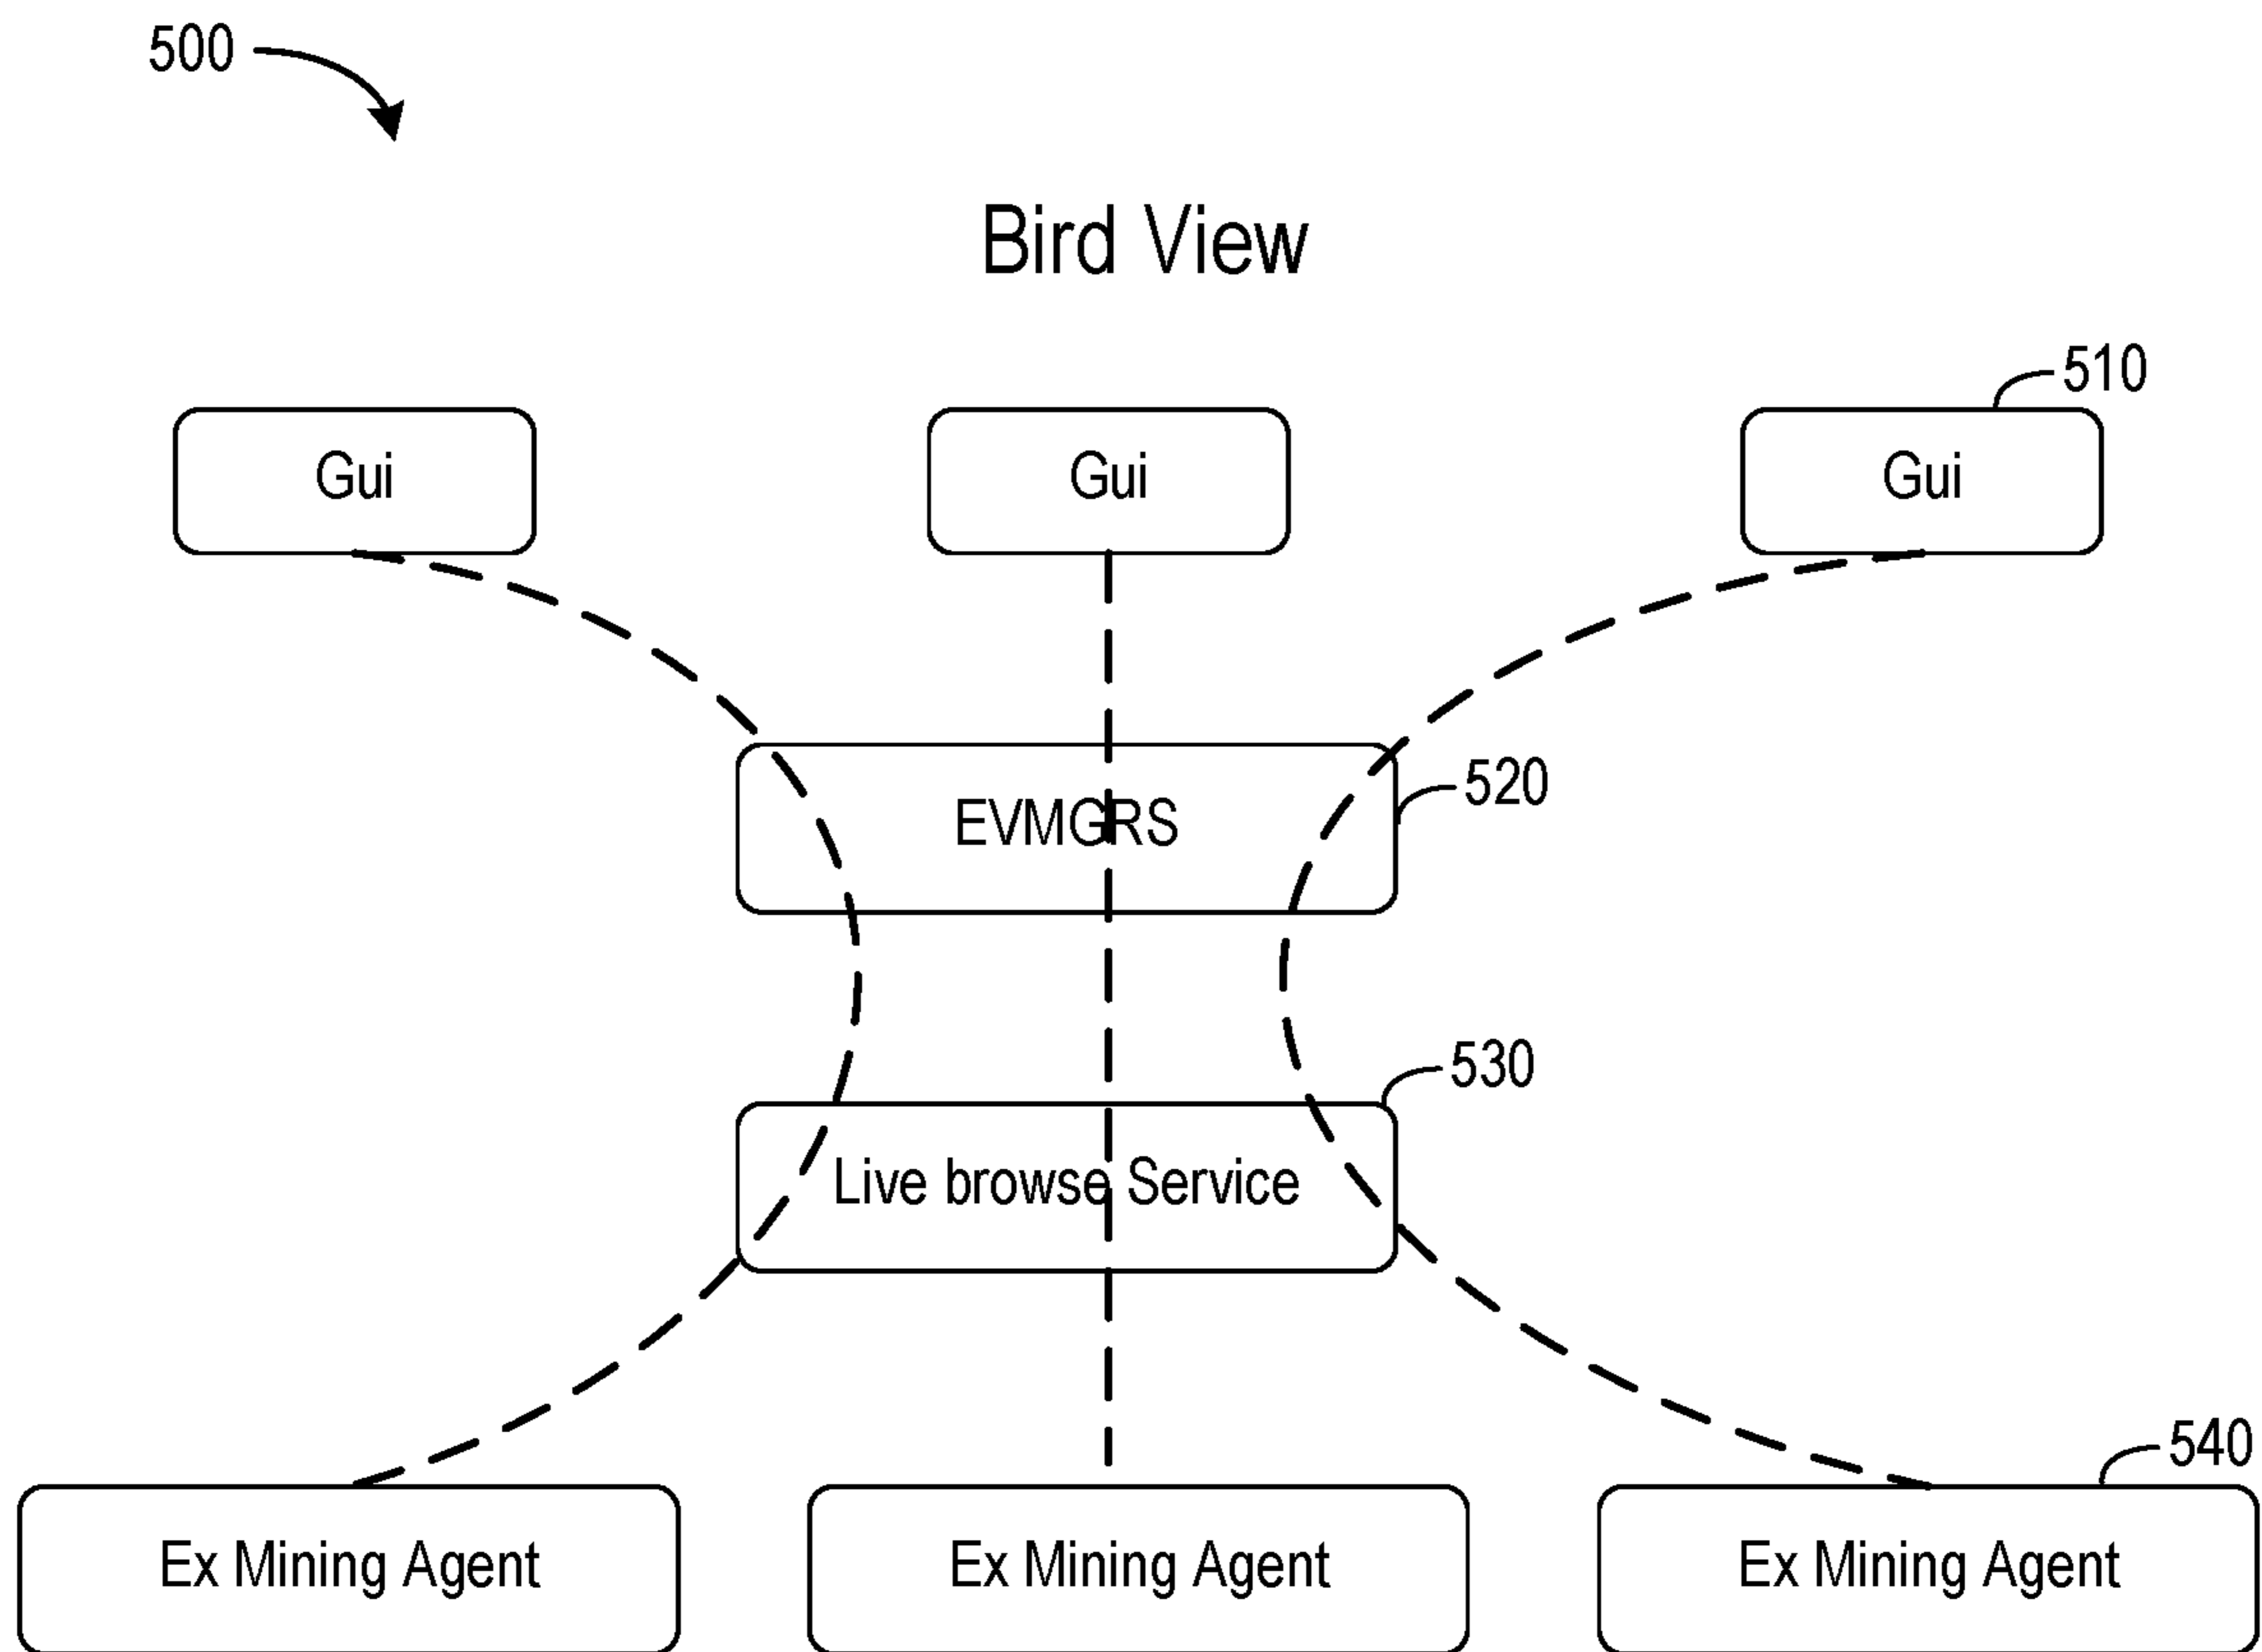 500
Bird View
510
Gui
Gui
Gui
EVMGRS
520
530
Live browse Service
540
Ex Mining Agent
Ex Mining Agent
Ex Mining Agent